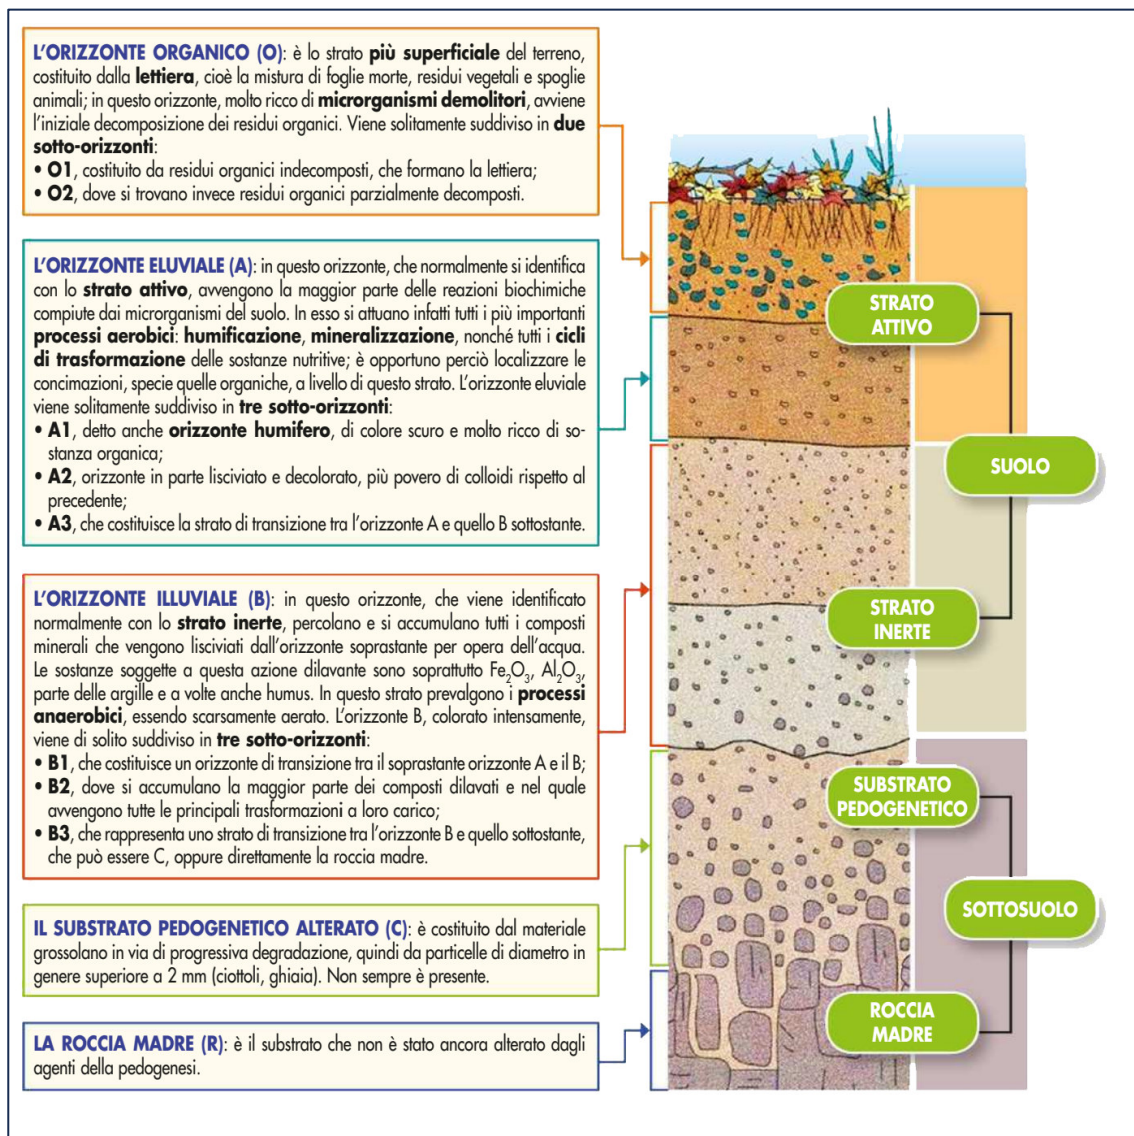 L’ORIZZONTE ORGANICO (O): è lo strato più superficiale del terreno,
costituito dalla lettiera, cioè la mistura di foglie morte, residui vegetali e spoglie
animali; in questo orizzonte, molto ricco di microrganismi demolitori, avviene
l’iniziale decomposizione dei residui organici. Viene solitamente suddiviso in due
sotto-orizzonti:
• O1, costituito da residui organici indecomposti, che formano la lettiera;
• O2, dove si trovano invece residui organici parzialmente decomposti.
L’ORIZZONTE ELUVIALE (A): in questo orizzonte, che normalmente si identifica
con lo strato attivo, avvengono la maggior parte delle reazioni biochimiche
compiute dai microrganismi del suolo. In esso si attuano infatti tutti i più importanti
processi aerobici: humificazione, mineralizzazione, nonché tutti i cicli
di trasformazione delle sostanze nutritive; è opportuno perciò localizzare le
concimazioni, specie quelle organiche, a livello di questo strato. L’orizzonte eluviale
viene solitamente suddiviso in tre sotto-orizzonti:
• A1, detto anche orizzonte humifero, di colore scuro e molto ricco di so-
stanza organica;
• A2, orizzonte in parte lisciviato e decolorato, più povero di colloidi rispetto al
precedente;
• A3, che costituisce la strato di transizione tra l’orizzonte A e quello B sottostante.
L’ORIZZONTE ILLUVIALE (B): in questo orizzonte, che viene identificato
normalmente con lo strato inerte, percolano e si accumulano tutti i composti
minerali che vengono lisciviati dall’orizzonte soprastante per opera dell’acqua.
Le sostanze soggette a questa azione dilavante sono soprattutto Fe₂O₃, Al₂O₃,
parte delle argille e a volte anche humus. In questo strato prevalgono i processi
anaerobici, essendo scarsamente aerato. L’orizzonte B, colorato intensamente,
viene di solito suddiviso in tre sotto-orizzonti:
• B1, che costituisce un orizzonte di transizione tra il soprastante orizzonte A e il B;
• B2, dove si accumulano la maggior parte dei composti dilavati e nel quale
avvengono tutte le principali trasformazioni a loro carico;
• B3, che rappresenta uno strato di transizione tra l’orizzonte B e quello sottostante,
che può essere C, oppure direttamente la roccia madre.
IL SUBSTRATO PEDOGENETICO ALTERATO (C): è costituito dal materiale
grossolano in via di progressiva degradazione, quindi da particelle di diametro in
genere superiore a 2 mm (ciottoli, ghiaia). Non sempre è presente.
LA ROCCIA MADRE (R): è il substrato che non è stato ancora alterato dagli
agenti della pedogenesi.
STRATO
ATTIVO
SUOLO
STRATO
INERTE
SUBSTRATO
PEDOGENETICO
SOTTOSUOLO
ROCCIA
MADRE